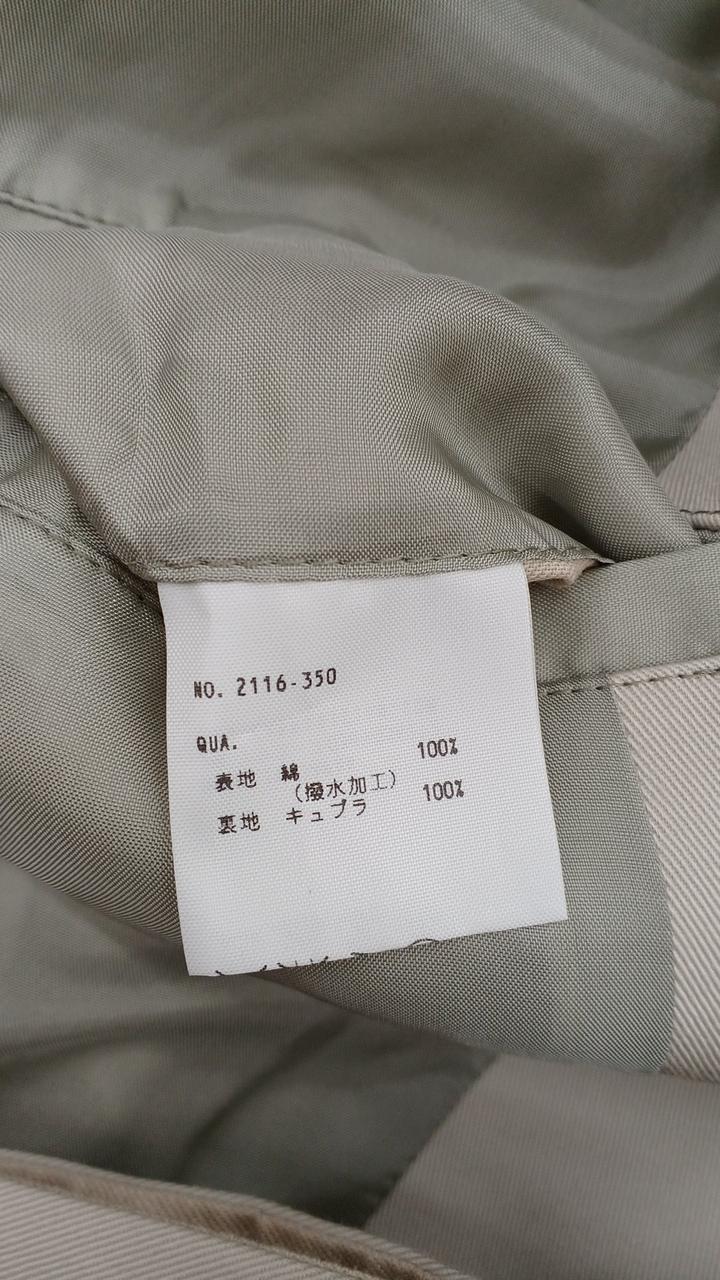 NO. 2116-350
QUA.
表地 綿 100%
(撥水加工)
裏地 キュプラ 100%